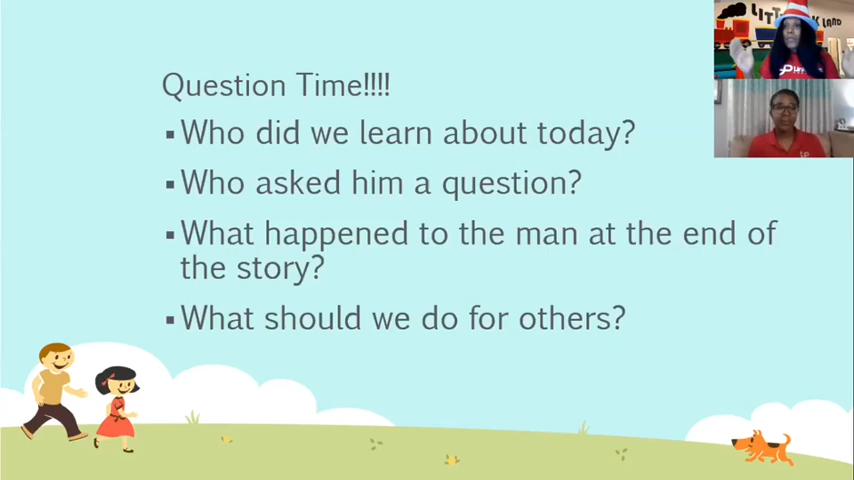 Question Time!!!!
▪Who did we learn about today?
▪Who asked him a question?
▪What happened to the man at the end of
the story?
▪What should we do for others?
LAND